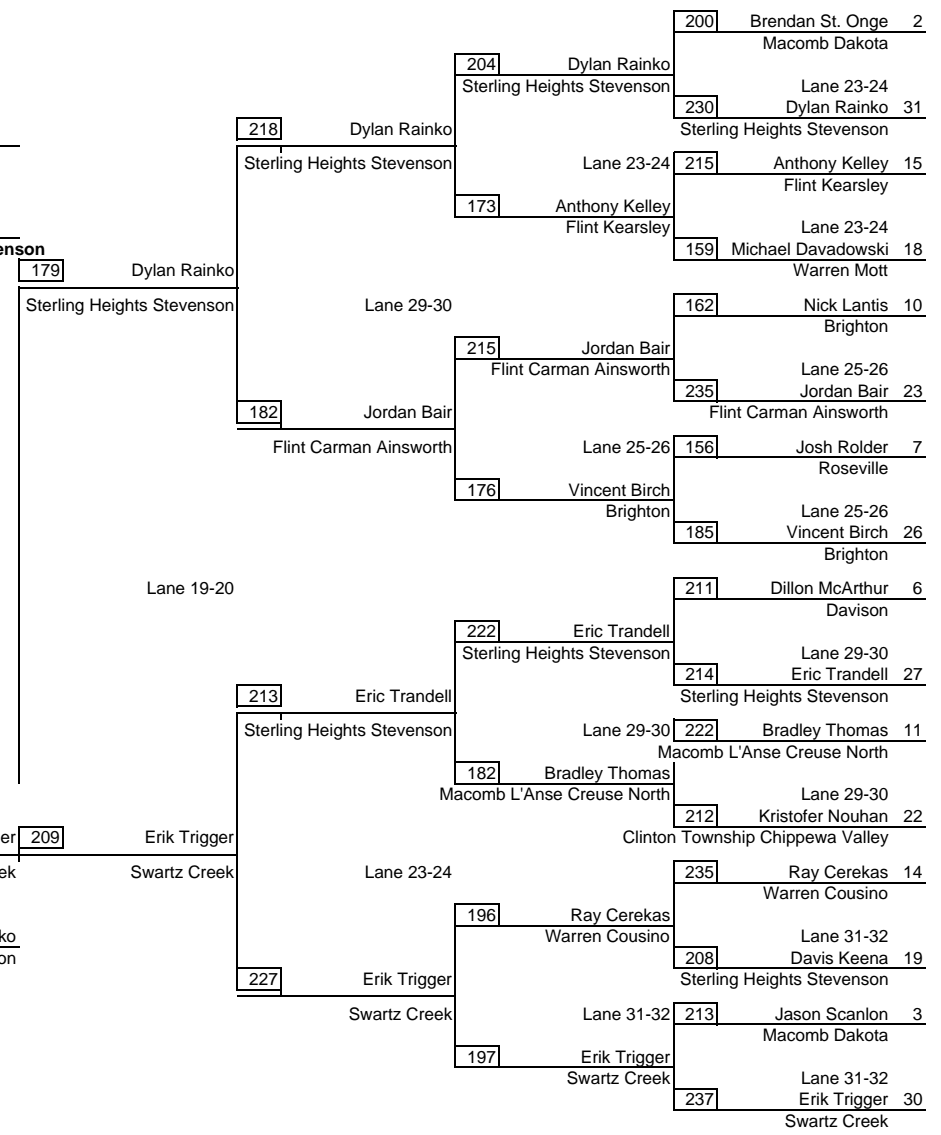 200 Brendan St. Onge 2
Macomb Dakota
204 Dylan Rainko
Sterling Heights Stevenson Lane 23-24
230 Dylan Rainko 31
218 Dylan Rainko Sterling Heights Stevenson
Sterling Heights Stevenson Lane 23-24 215 Anthony Kelley 15
Flint Kearsley
173 Anthony Kelley
Flint Kearsley Lane 23-24
enson 159 Michael Davadowski 18
179 Dylan Rainko Warren Mott
Sterling Heights Stevenson Lane 29-30 162 Nick Lantis 10
Brighton
215 Jordan Bair
Flint Carman Ainsworth Lane 25-26
235 Jordan Bair 23
182 Jordan Bair Flint Carman Ainsworth
Flint Carman Ainsworth Lane 25-26 156 Josh Rolder 7
Roseville
176 Vincent Birch
Brighton Lane 25-26
185 Vincent Birch 26
Brighton
Lane 19-20 211 Dillon McArthur 6
Davison
222 Eric Trandell
Sterling Heights Stevenson Lane 29-30
214 Eric Trandell 27
213 Eric Trandell Sterling Heights Stevenson
Sterling Heights Stevenson Lane 29-30 222 Bradley Thomas 11
Macomb L'Anse Creuse North
182 Bradley Thomas
Macomb L'Anse Creuse North Lane 29-30
212 Kristofer Nouhan 22
er 209 Erik Trigger Clinton Township Chippewa Valley
ek Swartz Creek Lane 23-24 235 Ray Cerekas 14
Warren Cousino
196 Ray Cerekas
ko Warren Cousino Lane 31-32
on 208 Davis Keena 19
227 Erik Trigger Sterling Heights Stevenson
Swartz Creek Lane 31-32 213 Jason Scanlon 3
Macomb Dakota
197 Erik Trigger
Swartz Creek Lane 31-32
237 Erik Trigger 30
Swartz Creek